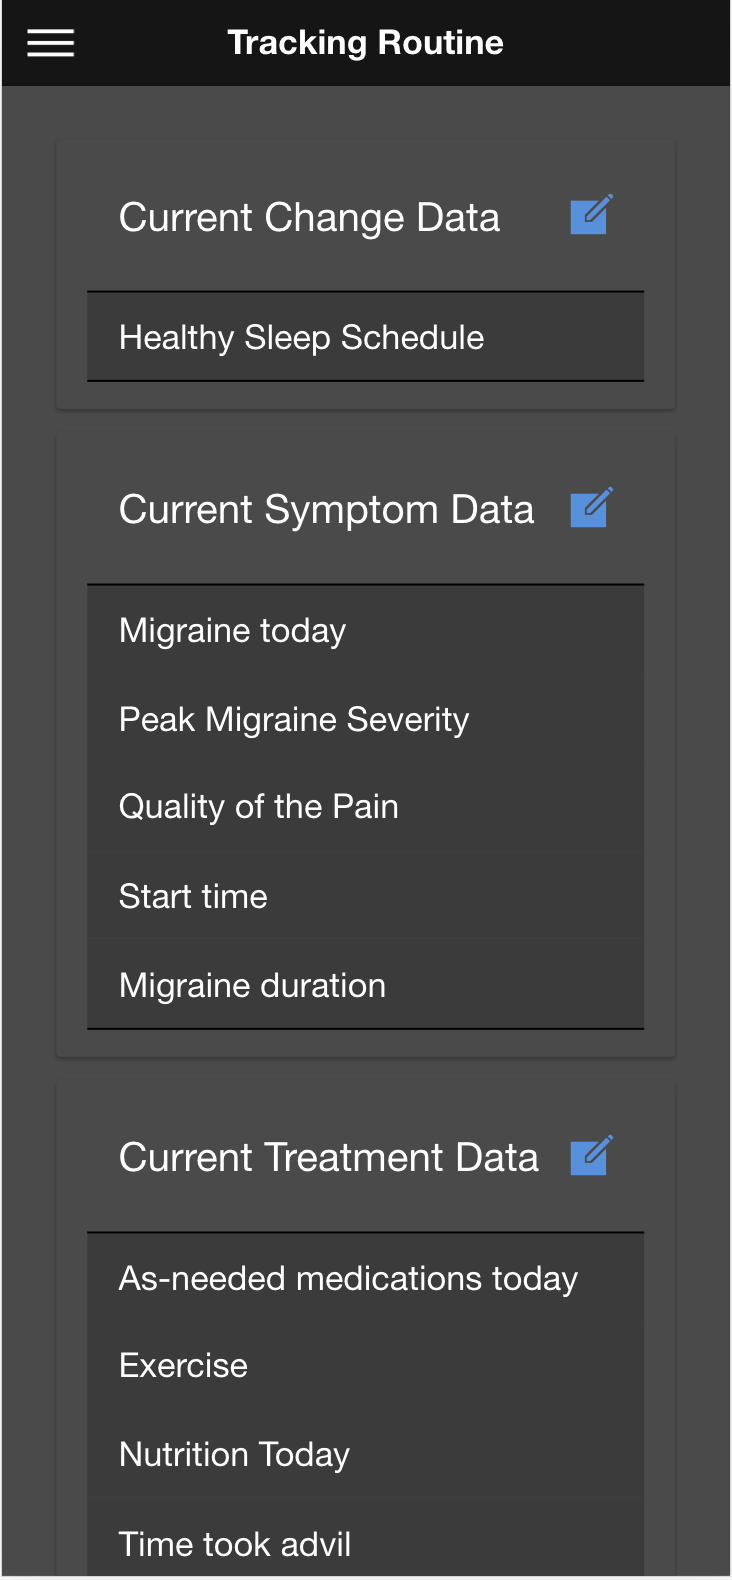 Tracking Routine
Current Change Data
Healthy Sleep Schedule
Current Symptom Data
Migraine today
Peak Migraine Severity
Quality of the Pain
Start time
Migraine duration
Current Treatment Data
As-needed medications today
Exercise
Nutrition Today
Time took advil